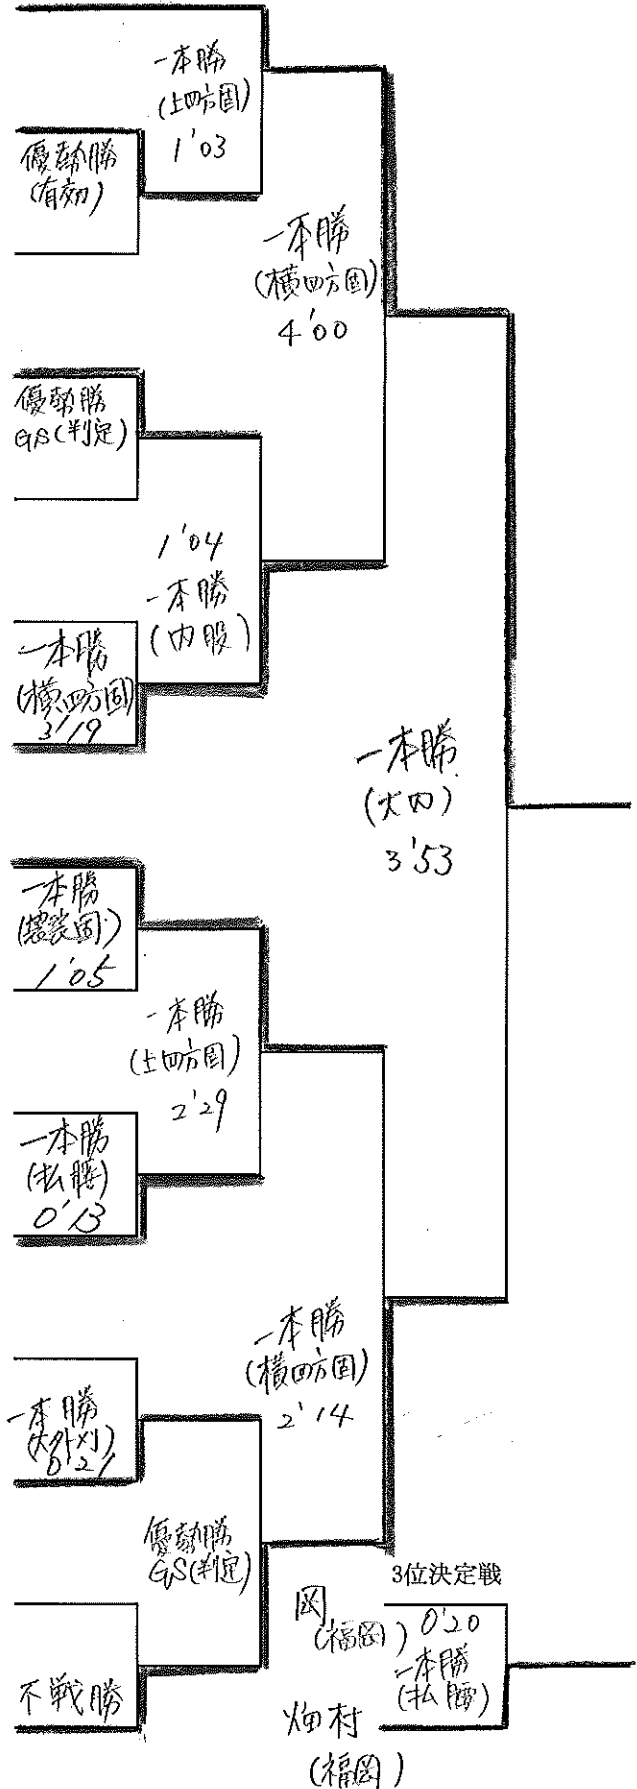 一本勝
(上四方固)
1'03
優勢勝
(有効)
一本勝
(横四方固)
4'00
優勢勝
GS(判定)
1'04
一本勝
(内股)
一本勝
(横四方固)
3'19
一本勝
(大内)
3'53
一本勝
(袈裟固)
1'05
一本勝
(上四方固)
2'29
一本勝
(払腰)
0'13
一本勝
(横四方固)
2'14
一本勝
(大外刈)
0'21
優勢勝
GS(判定)
3位決定戦
岡
(福岡)
0'20
一本勝
(払腰)
不戦勝
畑村
(福岡)